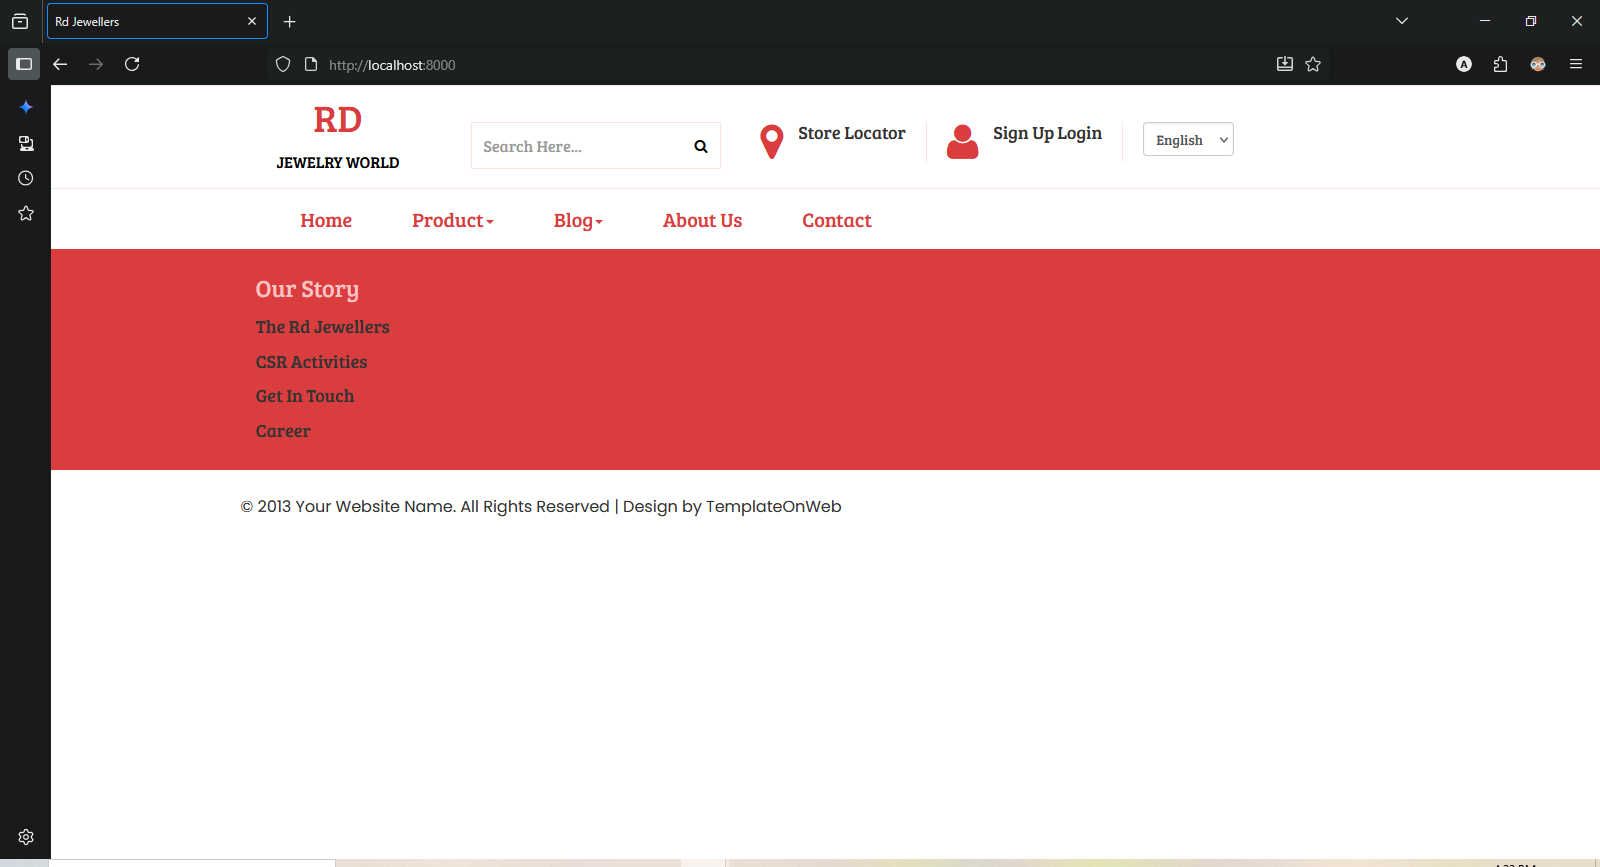 Rd Jewellers
http://localhost:8000
A
RD
JEWELRY WORLD
Search Here...
Store Locator
Sign Up Login
English
Home
Product
Blog
About Us
Contact
Our Story
The Rd Jewellers
CSR Activities
Get In Touch
Career
© 2013 Your Website Name. All Rights Reserved | Design by TemplateOnWeb